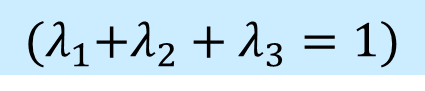 (λ₁+λ₂ + λ₃ = 1)